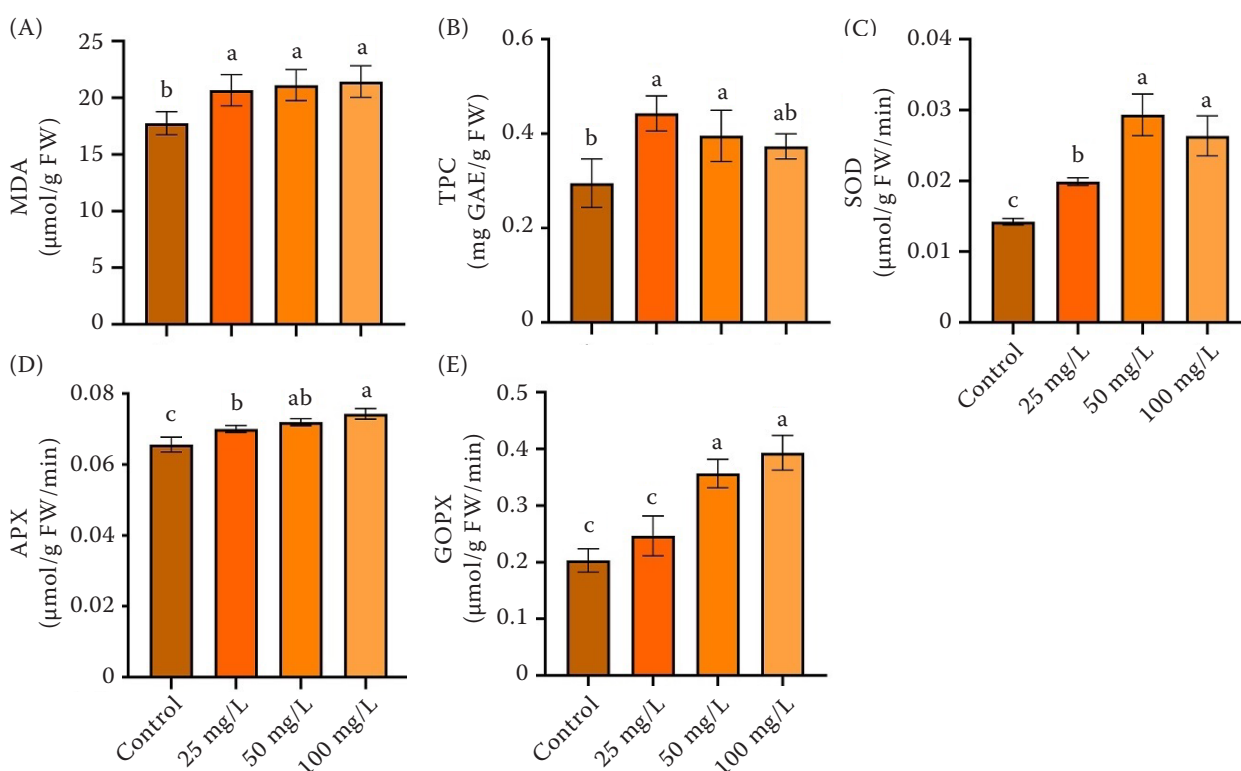 (A)
MDA
(μmol/g FW)
25
20
15
10
5
0
b
a
a
a
(B)
TPC
(mg GAE/g FW)
0.6
0.4
0.2
0
b
a
a
ab
(C)
SOD
(μmol/g FW/min)
0.04
0.03
0.02
0.01
0
c
b
a
a
Control
25 mg/L
50 mg/L
100 mg/L
(D)
APX
(μmol/g FW/min)
0.08
0.06
0.04
0.02
0
c
b
ab
a
Control
25 mg/L
50 mg/L
100 mg/L
(E)
GOPX
(μmol/g FW/min)
0.5
0.4
0.3
0.2
0.1
0
c
c
a
a
Control
25 mg/L
50 mg/L
100 mg/L